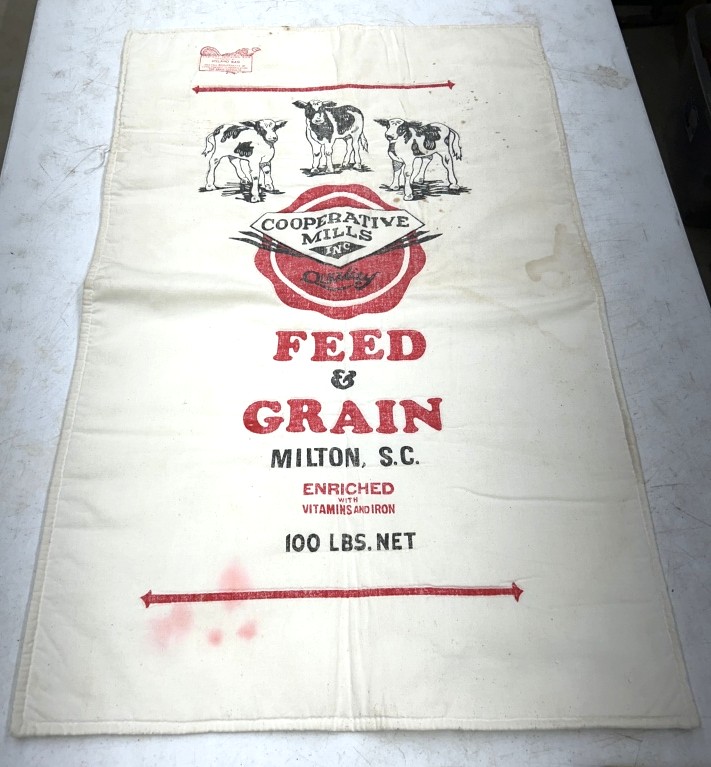 COOPERATIVE
MILLS
INC
Quality
FEED
&
GRAIN
MILTON, S.C.
ENRICHED
WITH
VITAMINS AND IRON
100 LBS. NET